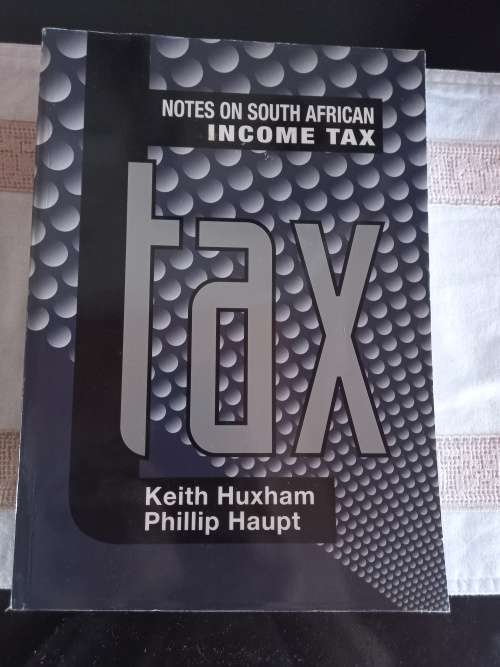 NOTES ON SOUTH AFRICAN
INCOME TAX
tax
Keith Huxham
Phillip Haupt